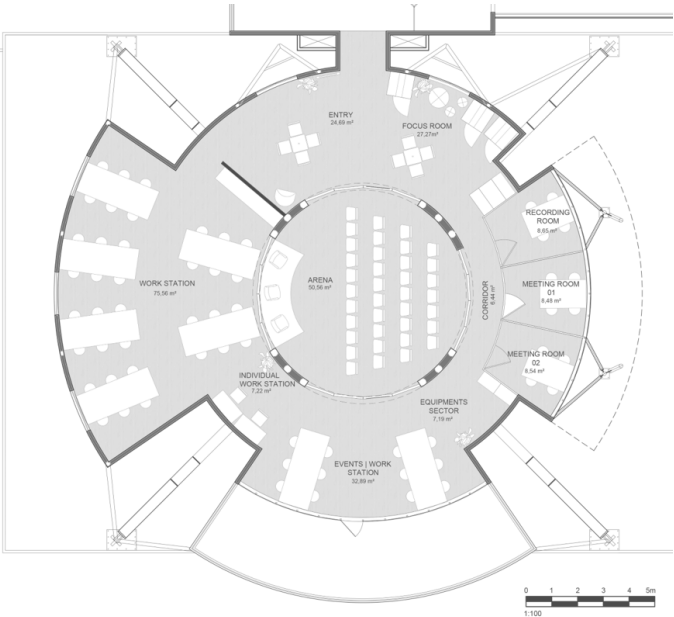 ENTRY
24,69 m²
FOCUS ROOM
27,27m²
RECORDING
ROOM
8,65 m²
WORK STATION
75,56 m²
ARENA
50,56 m²
CORRIDOR
6,44 m²
MEETING ROOM
01
8,48 m²
MEETING ROOM
02
8,54 m²
INDIVIDUAL
WORK STATION
7,22 m²
EQUIPMENTS
SECTOR
7,19 m²
EVENTS | WORK
STATION
32,89 m²
0 1 2 3 4 5m
1:100